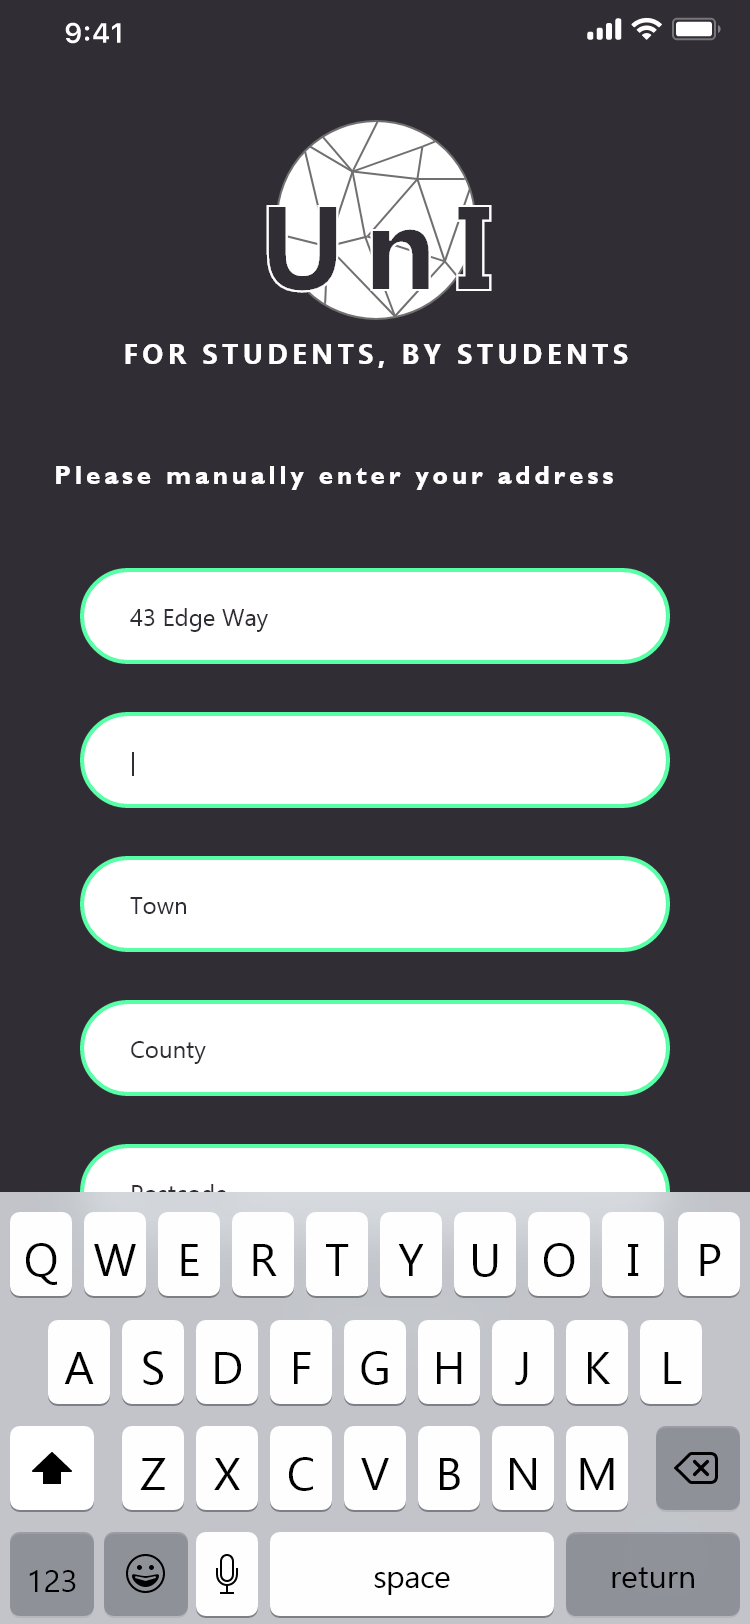 9:41
UnI
FOR STUDENTS, BY STUDENTS
Please manually enter your address
43 Edge Way
Town
County
Postcode
Q W E R T Y U O I P
A S D F G H J K L
Z X C V B N M
123 space return